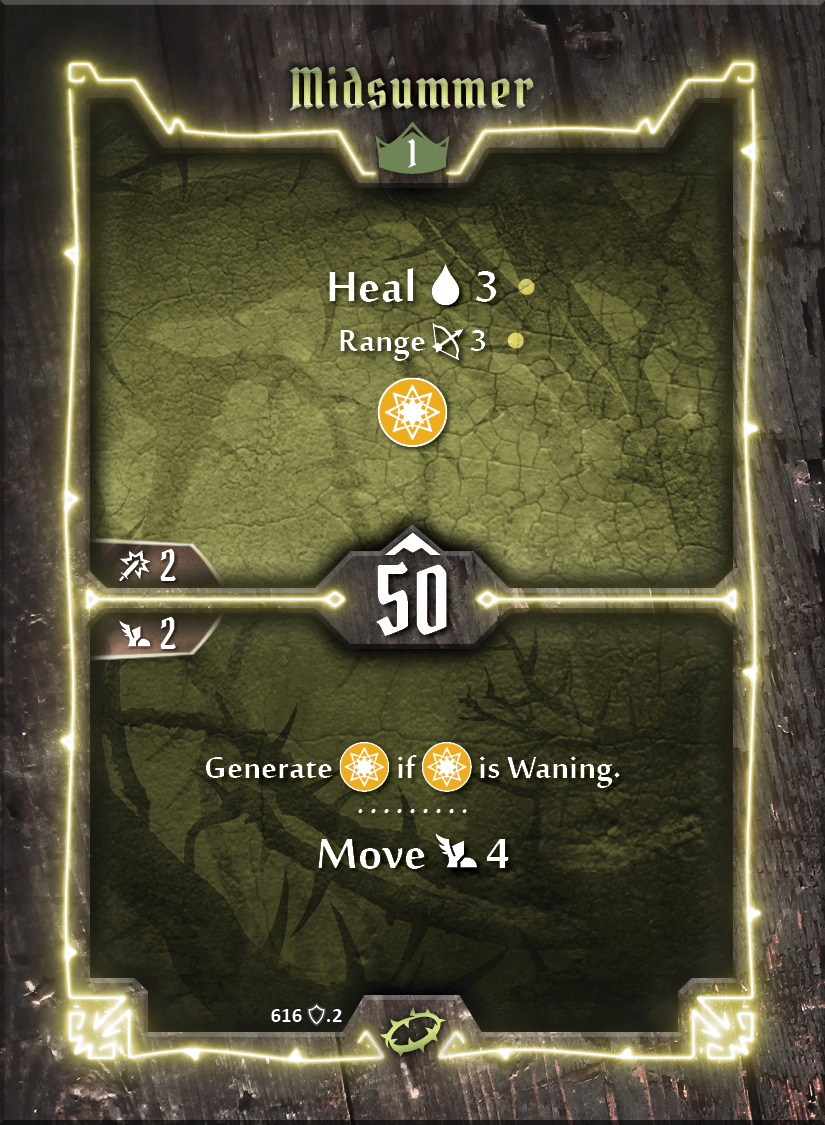 Midsummer
1
Heal 3
Range 3
2
50
2
Generate if is Waning.
.........
Move 4
616 .2